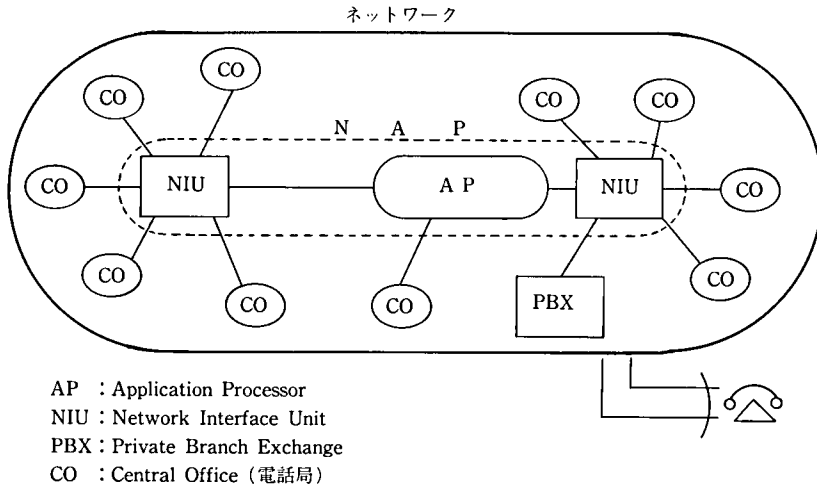 ネットワーク
CO
CO
CO
CO
CO
N A P
NIU
A P
NIU
CO
CO
CO
CO
CO
CO
PBX
AP : Application Processor
NIU : Network Interface Unit
PBX : Private Branch Exchange
CO : Central Office (電話局)